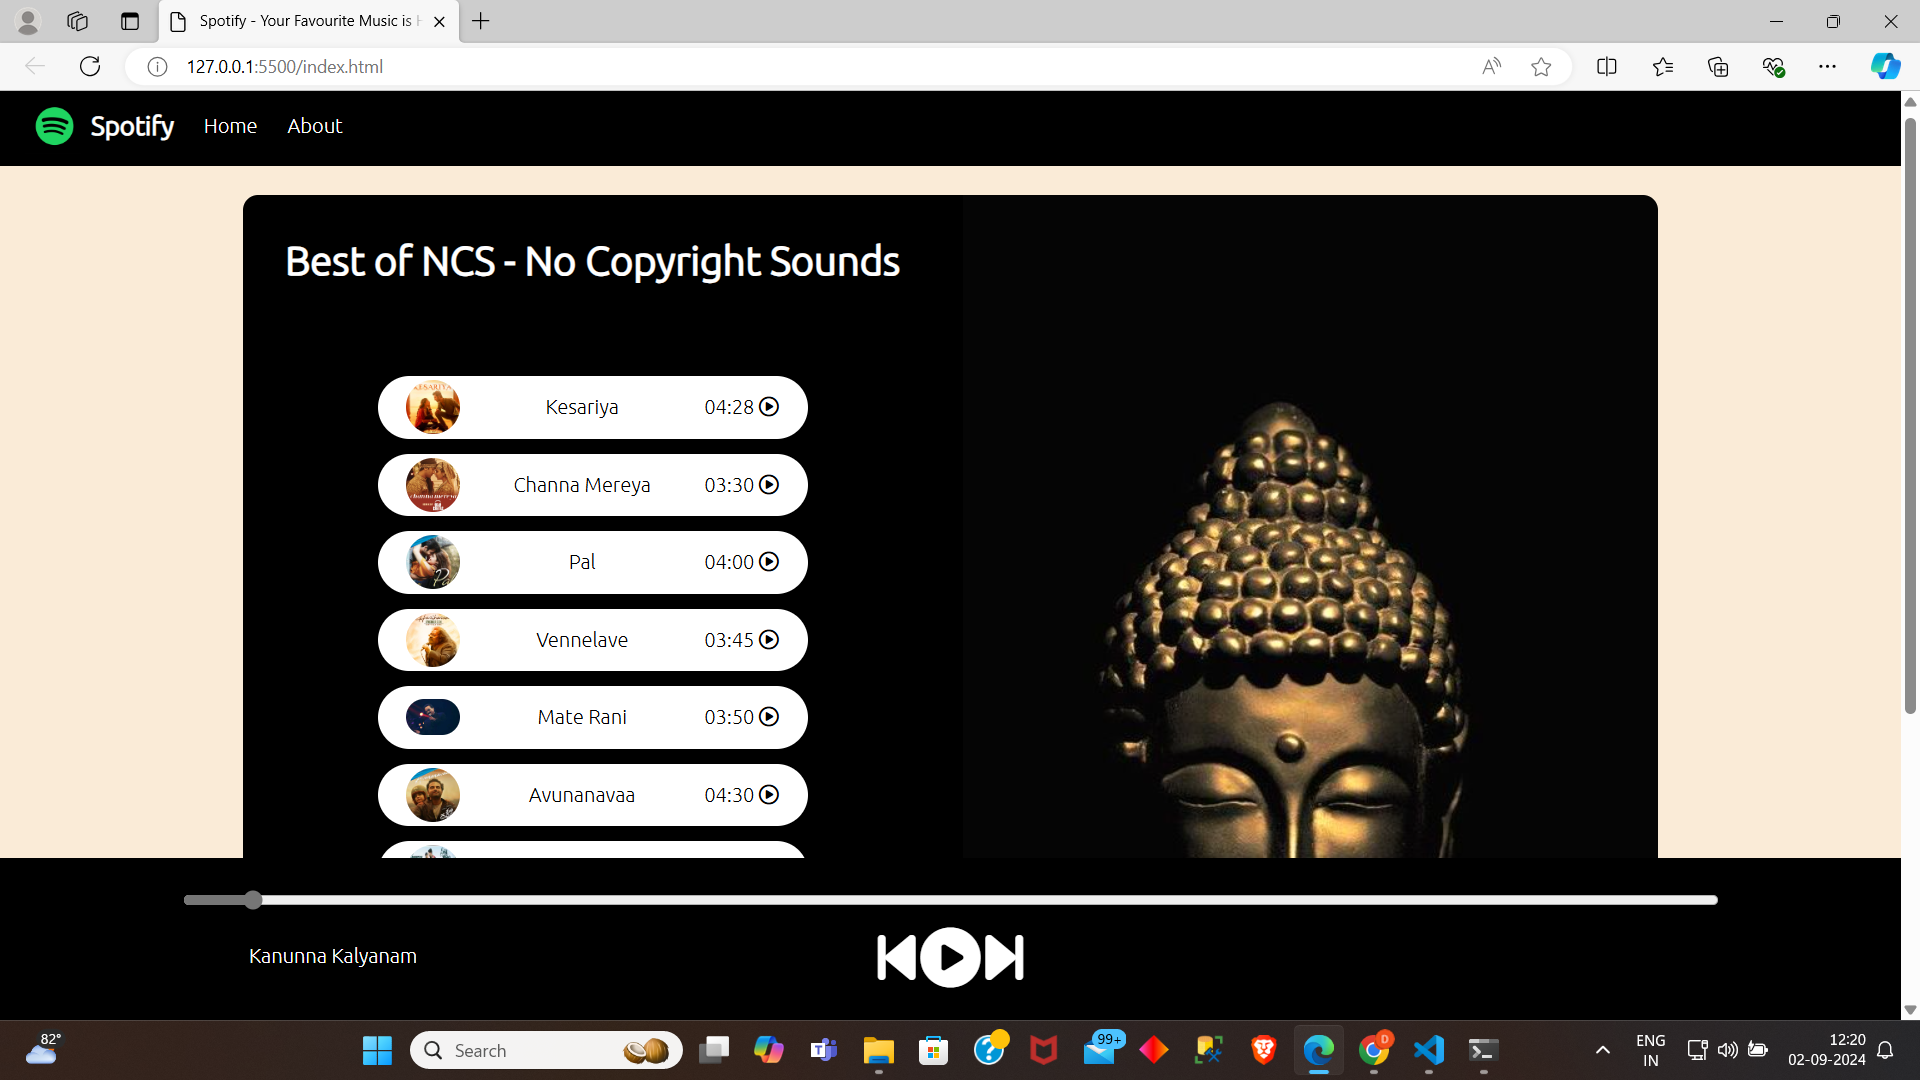 Spotify - Your Favourite Music is
127.0.0.1:5500/index.html
Spotify
Home
About
Best of NCS - No Copyright Sounds
Kesariya 04:28
Channa Mereya 03:30
Pal 04:00
Vennelave 03:45
Mate Rani 03:50
Avunanavaa 04:30
Kanunna Kalyanam
82°
Search
99+
D
ENG
IN
12:20
02-09-2024